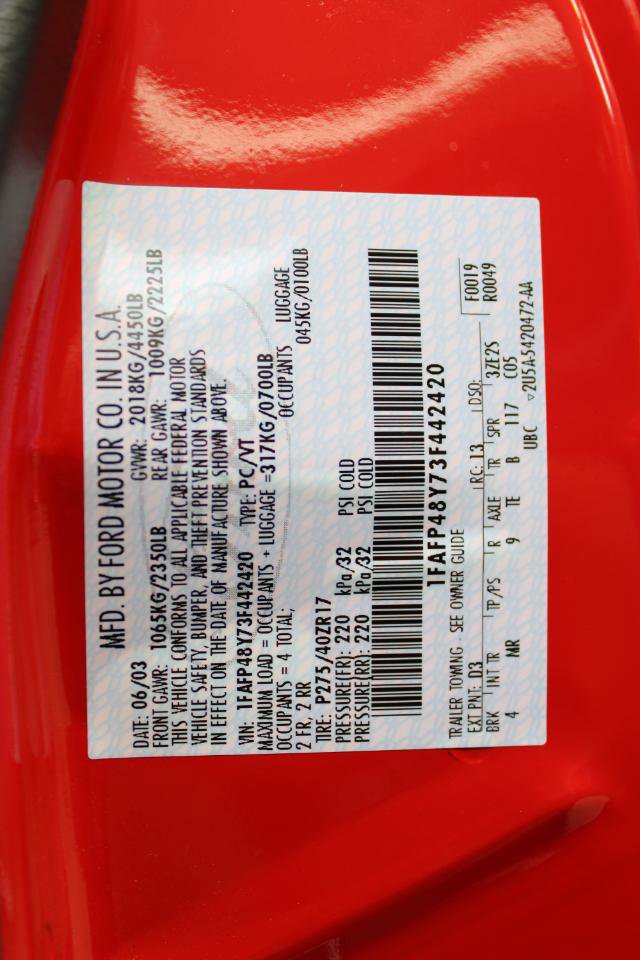 MFD. BY FORD MOTOR CO. IN U.S.A.
DATE: 06/03 GVWR: 2018KG/4450LB
FRONT GAWR: 1065KG/2350LB REAR GAWR: 1009KG/2225LB
THIS VEHICLE CONFORMS TO ALL APPLICABLE FEDERAL MOTOR
VEHICLE SAFETY, BUMPER, AND THEFT PREVENTION STANDARDS
IN EFFECT ON THE DATE OF MANUFACTURE SHOWN ABOVE.
VIN: 1FAFP48Y73F442420 TYPE: PC/VT
MAXIMUM LOAD = OCCUPANTS + LUGGAGE =317KG/0700LB
OCCUPANTS = 4 TOTAL; OCCUPANTS LUGGAGE
2 FR, 2 RR 045KG/0100LB
TIRE: P275/40ZR17
PRESSURE(FR): 220 kPa/32 PSI COLD
PRESSURE(RR): 220 kPa/32 PSI COLD
1FAFP48Y73F442420
TRAILER TOWING SEE OWNER GUIDE F0019
EXT PNT: D3 RC: 13 DSO: R0049
BRK INT TR TP/PS R AXLE TR SPR 3ZE2S
4 MR 9 TE B 117 C05
UBC ▽2U5A-5420472-AA